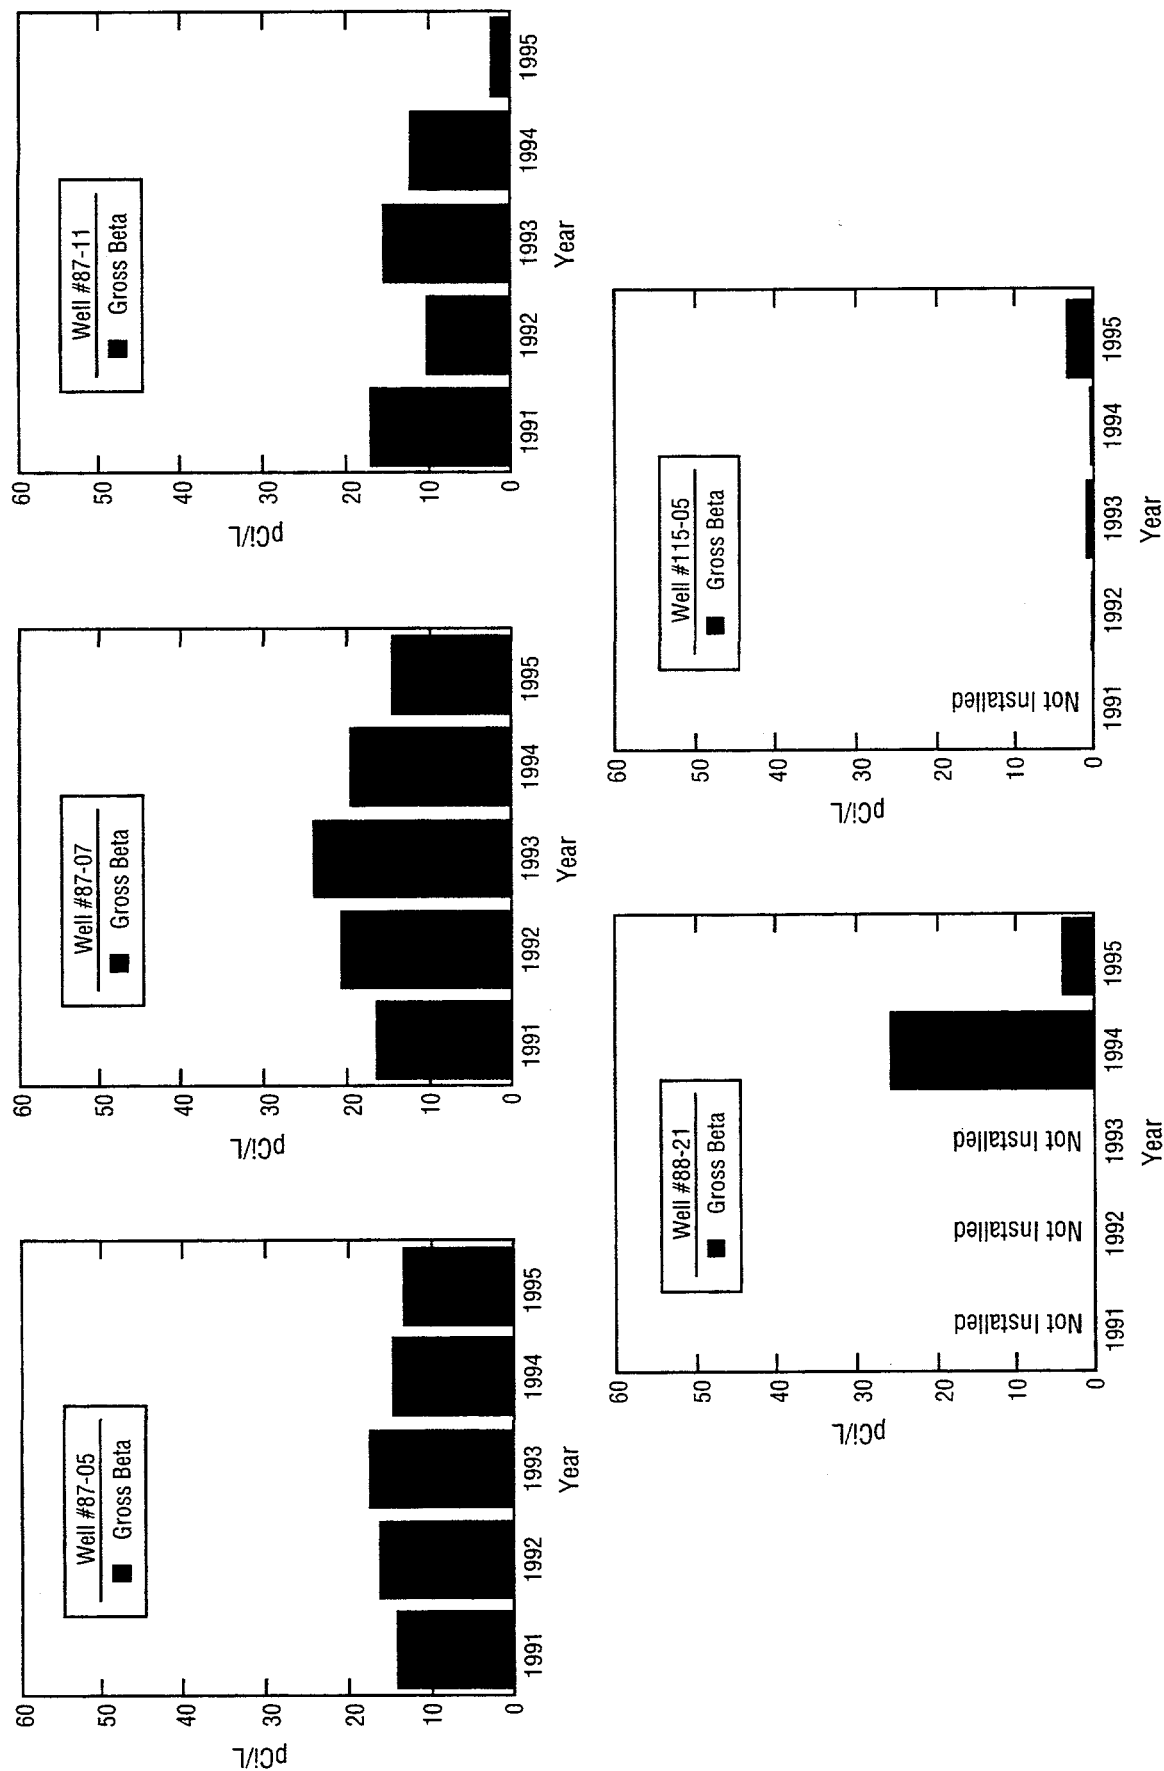 Well #87-05
Gross Beta
pCi/L
60
50
40
30
20
10
0
1991 1992 1993 1994 1995
Year
Well #87-07
Gross Beta
pCi/L
60
50
40
30
20
10
0
1991 1992 1993 1994 1995
Year
Well #87-11
Gross Beta
pCi/L
60
50
40
30
20
10
0
1991 1992 1993 1994 1995
Year
Well #88-21
Gross Beta
pCi/L
60
50
40
30
20
10
0
Not Installed
Not Installed
Not Installed
1991 1992 1993 1994 1995
Year
Well #115-05
Gross Beta
pCi/L
60
50
40
30
20
10
0
Not Installed
1991 1992 1993 1994 1995
Year